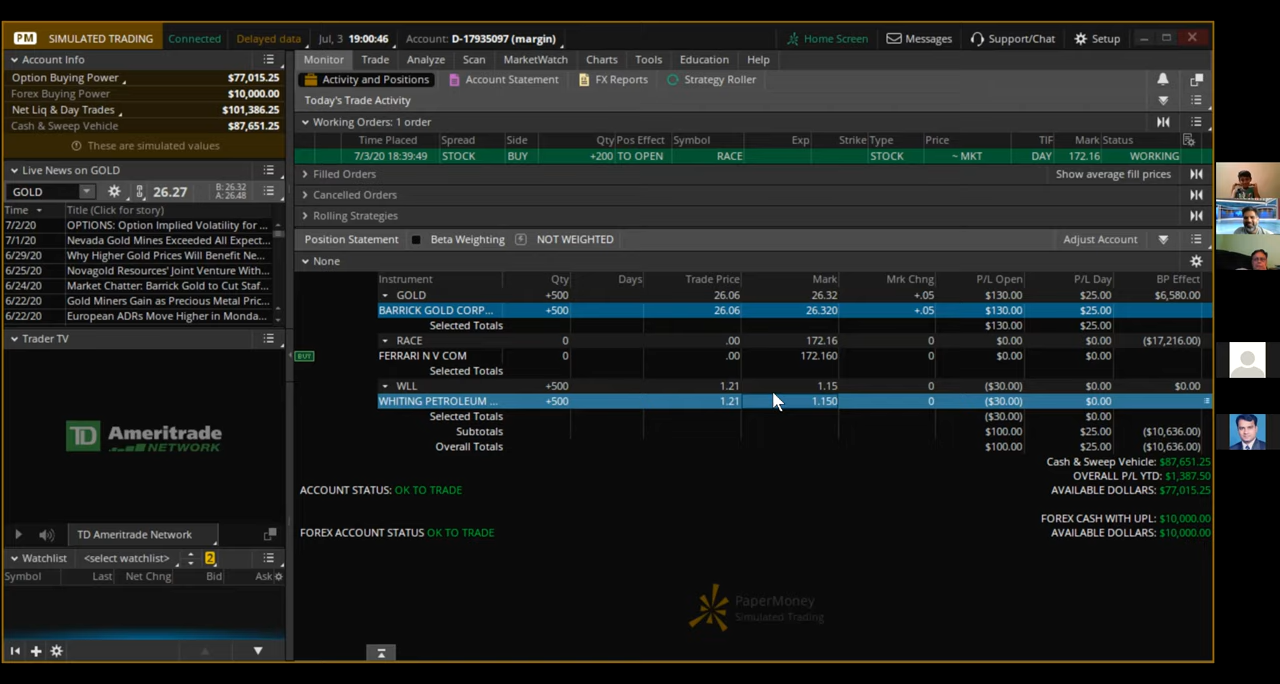 PM SIMULATED TRADING Connected Delayed data Jul, 3 19:00:46 Account: D-17935097 (margin) Home Screen Messages Support/Chat Setup
Account Info
Option Buying Power $77,015.25
Forex Buying Power $10,000.00
Net Liq & Day Trades $101,386.25
Cash & Sweep Vehicle $87,651.25
These are simulated values
Live News on GOLD
GOLD 26.27 B: 26.32 A: 26.48
Time Title (Click for story)
7/2/20 OPTIONS: Option Implied Volatility for ...
7/1/20 Nevada Gold Mines Exceeded All Expect...
6/29/20 Why Higher Gold Prices Will Benefit Ne...
6/25/20 Novagold Resources' Joint Venture With...
6/24/20 Market Chatter: Barrick Gold to Cut Staf...
6/22/20 Gold Miners Gain as Precious Metal Pric...
6/22/20 European ADRs Move Higher in Monda...
Trader TV
TD Ameritrade
NETWORK
TD Ameritrade Network
Watchlist <select watchlist> 2
Symbol Last Net Chng Bid Ask
Monitor Trade Analyze Scan MarketWatch Charts Tools Education Help
Activity and Positions Account Statement FX Reports Strategy Roller
Today's Trade Activity
Working Orders: 1 order
Time Placed Spread Side Qty Pos Effect Symbol Exp Strike Type Price TIF Mark Status
7/3/20 18:39:49 STOCK BUY +200 TO OPEN RACE STOCK ~ MKT DAY 172.16 WORKING
Filled Orders Show average fill prices
Cancelled Orders
Rolling Strategies
Position Statement Beta Weighting NOT WEIGHTED Adjust Account
None
Instrument Qty Days Trade Price Mark Mrk Chng P/L Open P/L Day BP Effect
GOLD +500 26.06 26.32 +.05 $130.00 $25.00 $6,580.00
BARRICK GOLD CORP... +500 26.06 26.320 +.05 $130.00 $25.00
Selected Totals $130.00 $25.00
RACE 0 .00 172.16 $0.00 $0.00 ($17,216.00)
BUY FERRARI N V COM 0 .00 172.160 $0.00 $0.00
Selected Totals
WLL +500 1.21 1.15 0 ($30.00) $0.00 $0.00
WHITING PETROLEUM ... +500 1.21 1.150 0 ($30.00) $0.00
Selected Totals ($30.00) $0.00
Subtotals $100.00 $25.00 ($10,636.00)
Overall Totals $100.00 $25.00 ($10,636.00)
Cash & Sweep Vehicle: $87,651.25
OVERALL P/L YTD: $1,387.50
ACCOUNT STATUS: OK TO TRADE AVAILABLE DOLLARS: $77,015.25
FOREX CASH WITH UPL: $10,000.00
FOREX ACCOUNT STATUS OK TO TRADE AVAILABLE DOLLARS: $10,000.00
PaperMoney
Simulated Trading